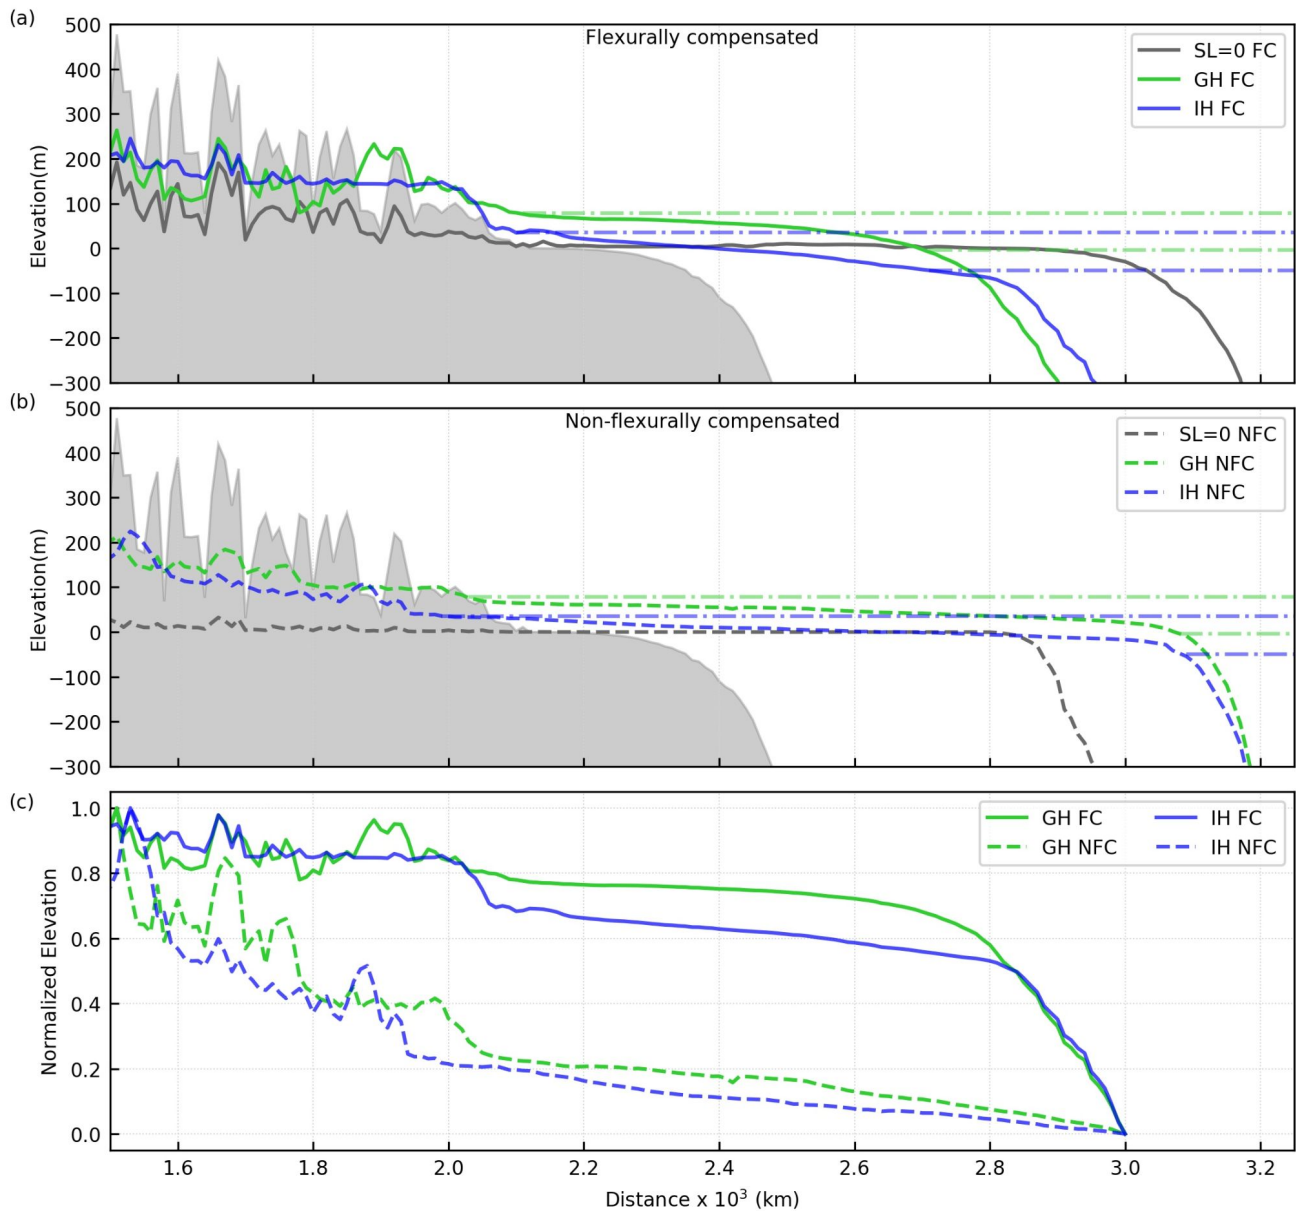 (a)
Flexurally compensated
500
400
300
200
100
0
−100
−200
−300
Elevation(m)
SL=0 FC
GH FC
IH FC
(b)
Non-flexurally compensated
500
400
300
200
100
0
−100
−200
−300
Elevation(m)
SL=0 NFC
GH NFC
IH NFC
(c)
1.0
0.8
0.6
0.4
0.2
0.0
Normalized Elevation
GH FC
GH NFC
IH FC
IH NFC
1.6 1.8 2.0 2.2 2.4 2.6 2.8 3.0 3.2
Distance x 10³ (km)